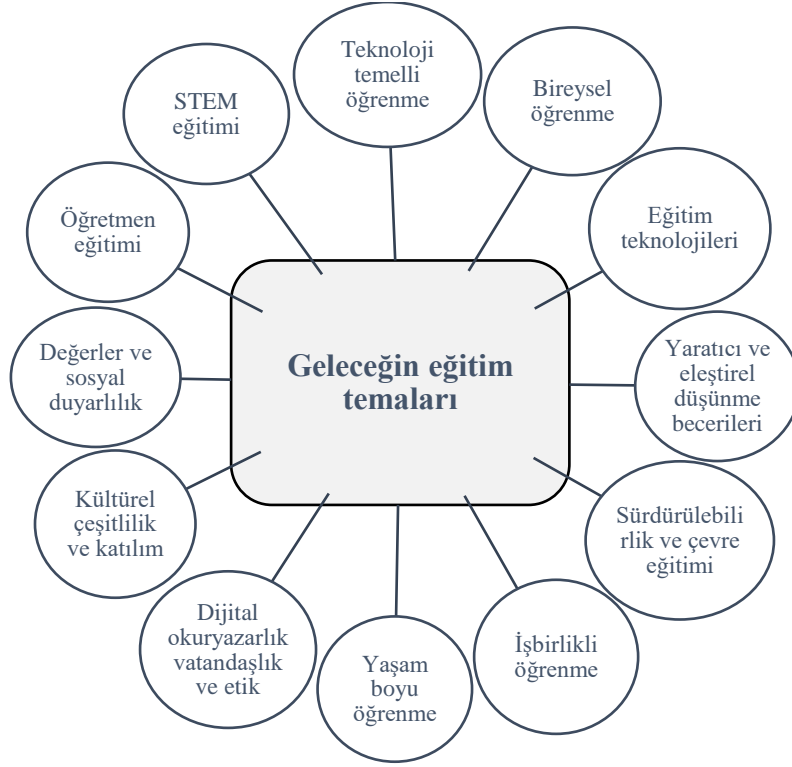 Teknoloji
temelli
öğrenme
Bireysel
öğrenme
Eğitim
teknolojileri
Yaratıcı ve
eleştirel
düşünme
becerileri
Sürdürülebili
rlik ve çevre
eğitimi
İşbirlikli
öğrenme
Yaşam
boyu
öğrenme
Dijital
okuryazarlık
vatandaşlık
ve etik
Kültürel
çeşitlilik
ve katılım
Değerler ve
sosyal
duyarlılık
Öğretmen
eğitimi
STEM
eğitimi
Geleceğin eğitim
temaları